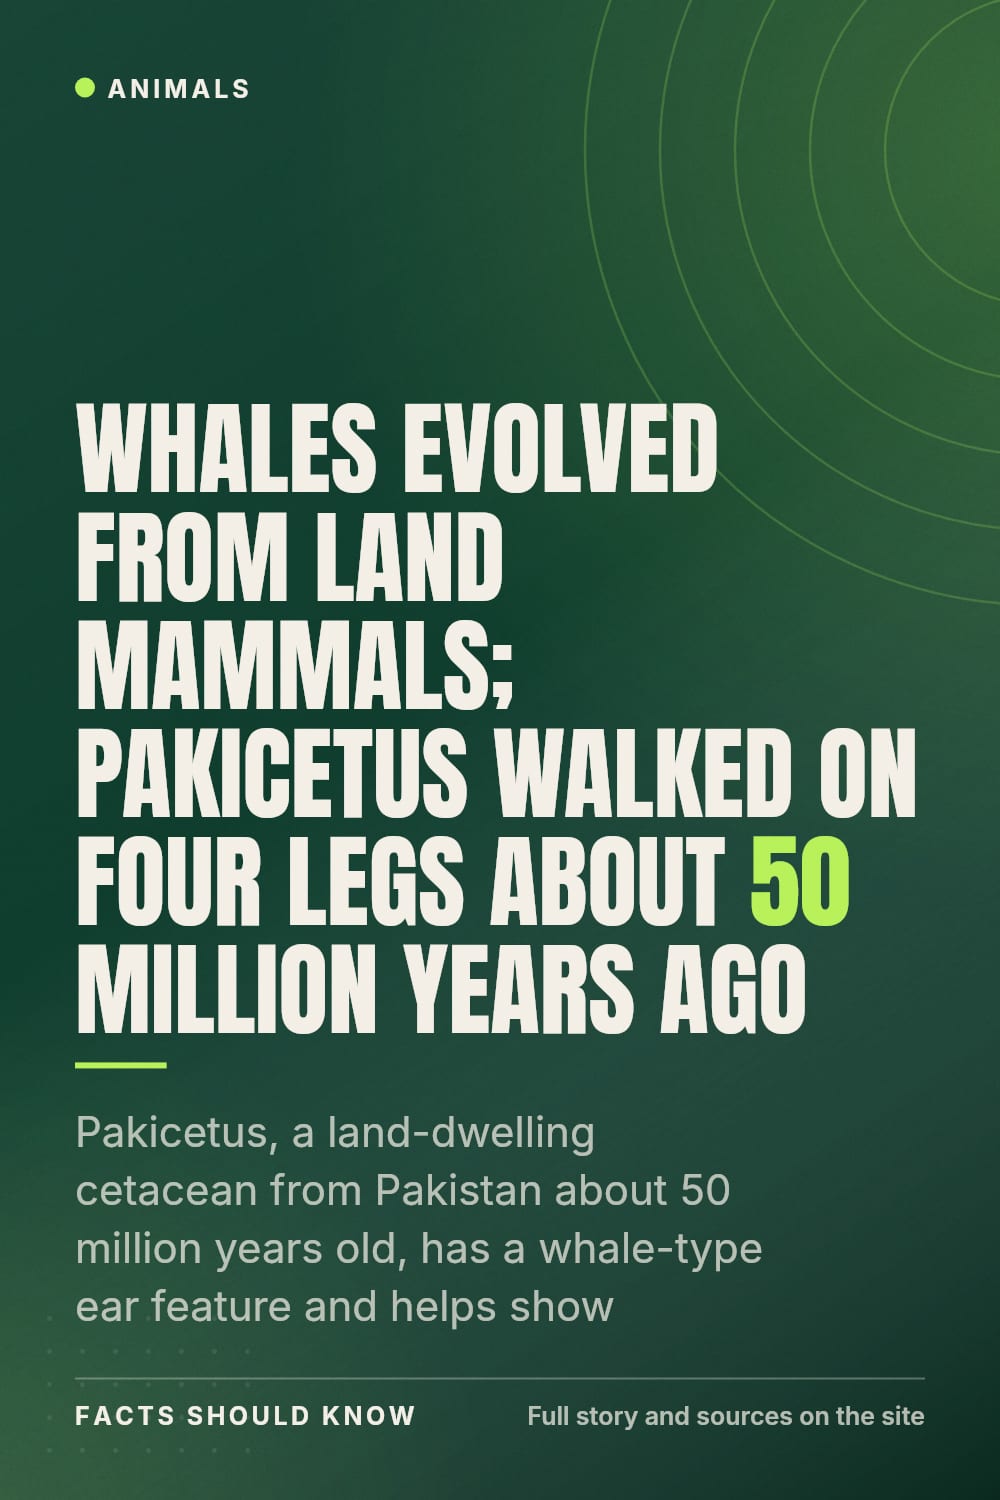 ANIMALS
WHALES EVOLVED
FROM LAND
MAMMALS;
PAKICETUS WALKED ON
FOUR LEGS ABOUT 50
MILLION YEARS AGO
Pakicetus, a land-dwelling
cetacean from Pakistan about 50
million years old, has a whale-type
ear feature and helps show
FACTS SHOULD KNOW
Full story and sources on the site